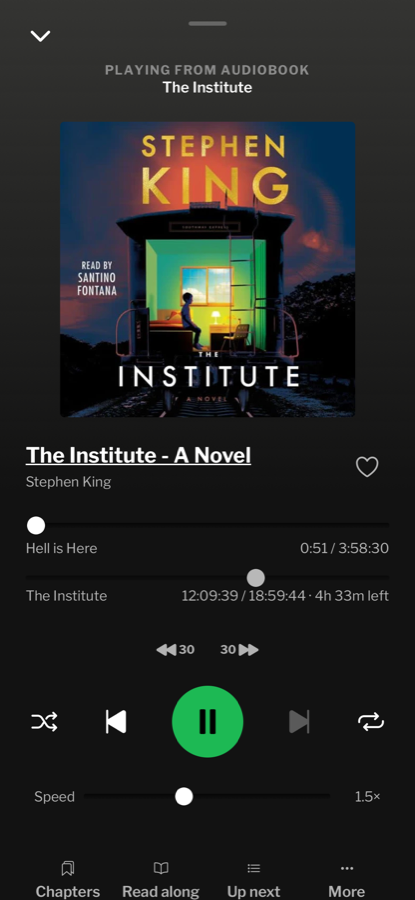 PLAYING FROM AUDIOBOOK
The Institute
STEPHEN
KING
READ BY
SANTINO
FONTANA
THE
INSTITUTE
A NOVEL
The Institute - A Novel
Stephen King
Hell is Here 0:51 / 3:58:30
The Institute 12:09:39 / 18:59:44 · 4h 33m left
30 30
Speed 1.5×
Chapters Read along Up next More